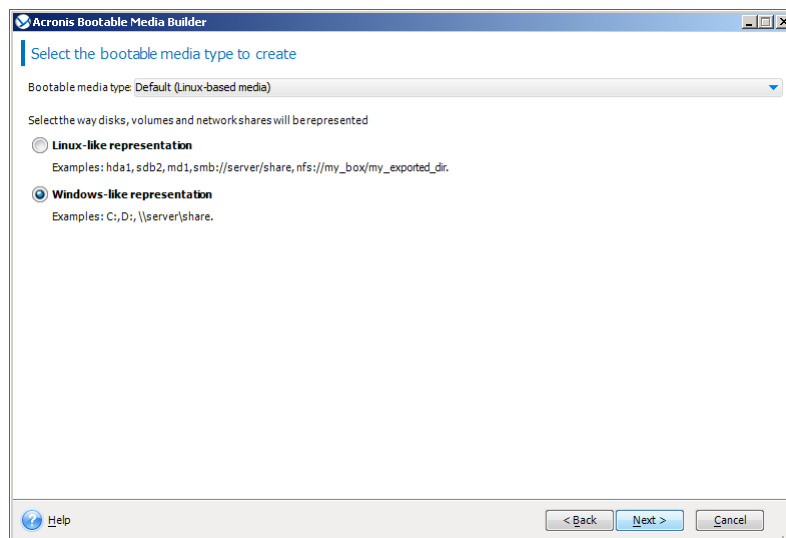 Acronis Bootable Media Builder
Select the bootable media type to create
Bootable media type: Default (Linux-based media)
Select the way disks, volumes and network shares will be represented
Linux-like representation
Examples: hda1, sdb2, md1, smb://server/share, nfs://my_box/my_exported_dir.
Windows-like representation
Examples: C:, D:, \\server\share.
Help
< Back
Next >
Cancel